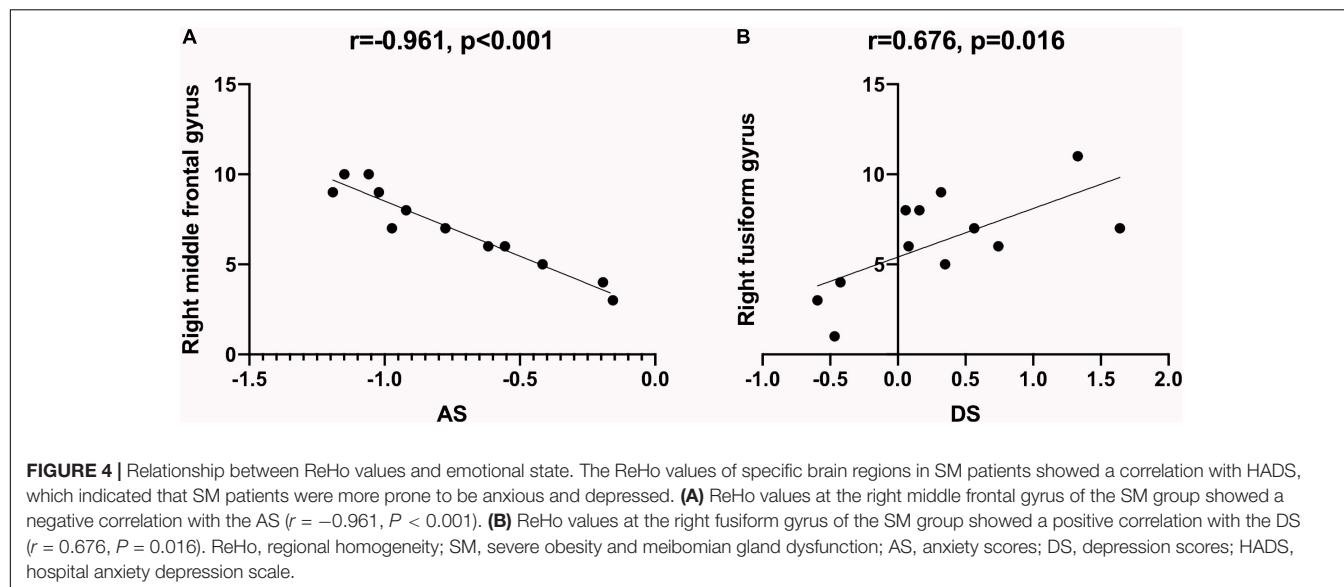 A
r=-0.961, p<0.001
Right middle frontal gyrus
15
10
5
0
-1.5
-1.0
-0.5
0.0
AS
B
r=0.676, p=0.016
Right fusiform gyrus
15
10
5
-1.0
-0.5
0.0
0.5
1.0
1.5
2.0
DS
FIGURE 4 | Relationship between ReHo values and emotional state. The ReHo values of specific brain regions in SM patients showed a correlation with HADS,
which indicated that SM patients were more prone to be anxious and depressed. (A) ReHo values at the right middle frontal gyrus of the SM group showed a
negative correlation with the AS (r = −0.961, P < 0.001). (B) ReHo values at the right fusiform gyrus of the SM group showed a positive correlation with the DS
(r = 0.676, P = 0.016). ReHo, regional homogeneity; SM, severe obesity and meibomian gland dysfunction; AS, anxiety scores; DS, depression scores; HADS,
hospital anxiety depression scale.